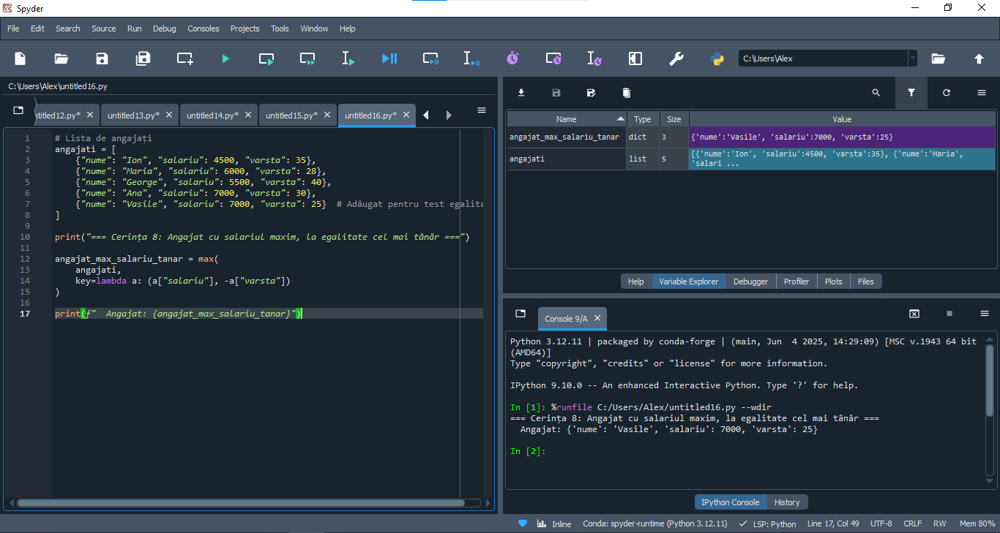 Spyder
File Edit Search Source Run Debug Consoles Projects Tools Window Help
C:\Users\Alex
C:\Users\Alex\untitled16.py
ntitled12.py* untitled13.py* untitled14.py* untitled15.py* untitled16.py*
1 # Lista de angajați
2 angajati = [
3 {"nume": "Ion", "salariu": 4500, "varsta": 35},
4 {"nume": "Maria", "salariu": 6000, "varsta": 28},
5 {"nume": "George", "salariu": 5500, "varsta": 40},
6 {"nume": "Ana", "salariu": 7000, "varsta": 30},
7 {"nume": "Vasile", "salariu": 7000, "varsta": 25} # Adăugat pentru test egalita
8 ]
9
10 print("=== Cerința 8: Angajat cu salariul maxim, la egalitate cel mai tânăr ===")
11
12 angajat_max_salariu_tanar = max(
13 angajati,
14 key=lambda a: (a["salariu"], -a["varsta"])
15 )
16
17 print(f"  Angajat: {angajat_max_salariu_tanar}")
Name Type Size Value
angajat_max_salariu_tanar dict 3 {'nume':'Vasile', 'salariu':7000, 'varsta':25}
angajati list 5 [{'nume':'Ion', 'salariu':4500, 'varsta':35}, {'nume':'Maria',
'salari ...
Help Variable Explorer Debugger Profiler Plots Files
Console 9/A
Python 3.12.11 | packaged by conda-forge | (main, Jun  4 2025, 14:29:09) [MSC v.1943 64 bit
(AMD64)]
Type "copyright", "credits" or "license" for more information.
IPython 9.10.0 -- An enhanced Interactive Python. Type '?' for help.
In [1]: %runfile C:/Users/Alex/untitled16.py --wdir
=== Cerința 8: Angajat cu salariul maxim, la egalitate cel mai tânăr ===
Angajat: {'nume': 'Vasile', 'salariu': 7000, 'varsta': 25}
In [2]:
IPython Console History
Inline Conda: spyder-runtime (Python 3.12.11) LSP: Python Line 17, Col 49 UTF-8 CRLF RW Mem 80%